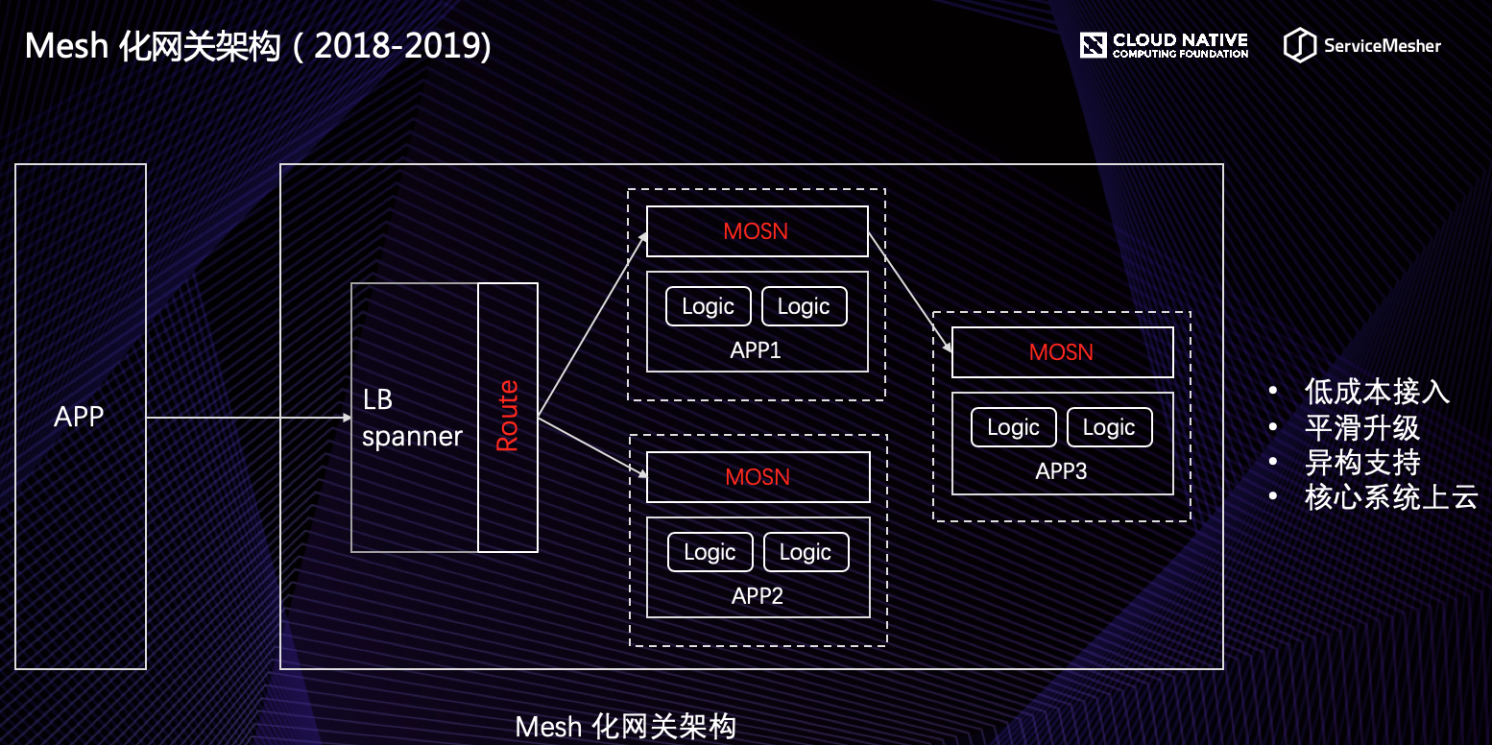 Mesh 化网关架构 ( 2018-2019)
CLOUD NATIVE
COMPUTING FOUNDATION
ServiceMesher
APP
LB
spanner
Route
MOSN
Logic
Logic
APP1
MOSN
Logic
Logic
APP2
MOSN
Logic
Logic
APP3
• 低成本接入
• 平滑升级
• 异构支持
• 核心系统上云
Mesh 化网关架构